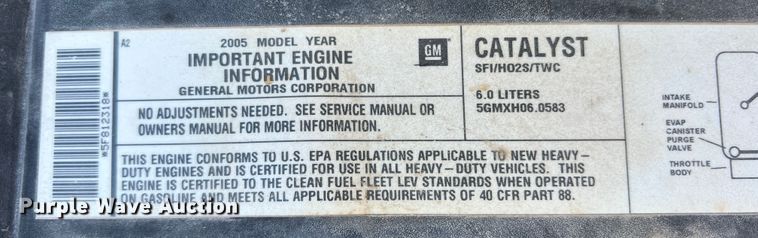 *5F812318*
A2
2005 MODEL YEAR
IMPORTANT ENGINE
INFORMATION
GENERAL MOTORS CORPORATION
GM
NO ADJUSTMENTS NEEDED. SEE SERVICE MANUAL OR
OWNERS MANUAL FOR MORE INFORMATION.
CATALYST
SFI/HO2S/TWC
6.0 LITERS
5GMXH06.0583
THIS ENGINE CONFORMS TO U.S. EPA REGULATIONS APPLICABLE TO NEW HEAVY-
DUTY ENGINES AND IS CERTIFIED FOR USE IN ALL HEAVY-DUTY VEHICLES. THIS
ENGINE IS CERTIFIED TO THE CLEAN FUEL FLEET LEV STANDARDS WHEN OPERATED
ON GASOLINE AND MEETS ALL APPLICABLE REQUIREMENTS OF 40 CFR PART 88.
INTAKE
MANIFOLD
EVAP
CANISTER
PURGE
VALVE
THROTTLE
BODY
Purple Wave Auction